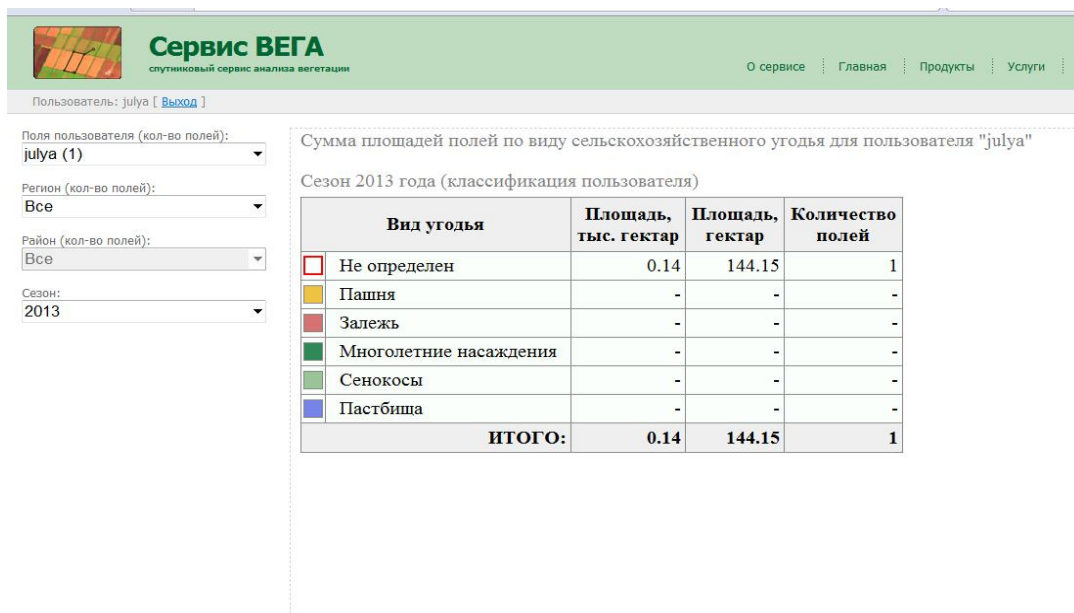 Сервис ВЕГА
спутниковый сервис анализа вегетации
О сервисе Главная Продукты Услуги
Пользователь: julya [ Выход ]
Поля пользователя (кол-во полей):
julya (1)
Регион (кол-во полей):
Все
Район (кол-во полей):
Все
Сезон:
2013
Сумма площадей полей по виду сельскохозяйственного угодья для пользователя "julya"
Сезон 2013 года (классификация пользователя)
Вид угодья Площадь, тыс. гектар Площадь, гектар Количество полей
Не определен 0.14 144.15 1
Пашня - - -
Залежь - - -
Многолетние насаждения - - -
Сенокосы - - -
Пастбища - - -
ИТОГО: 0.14 144.15 1